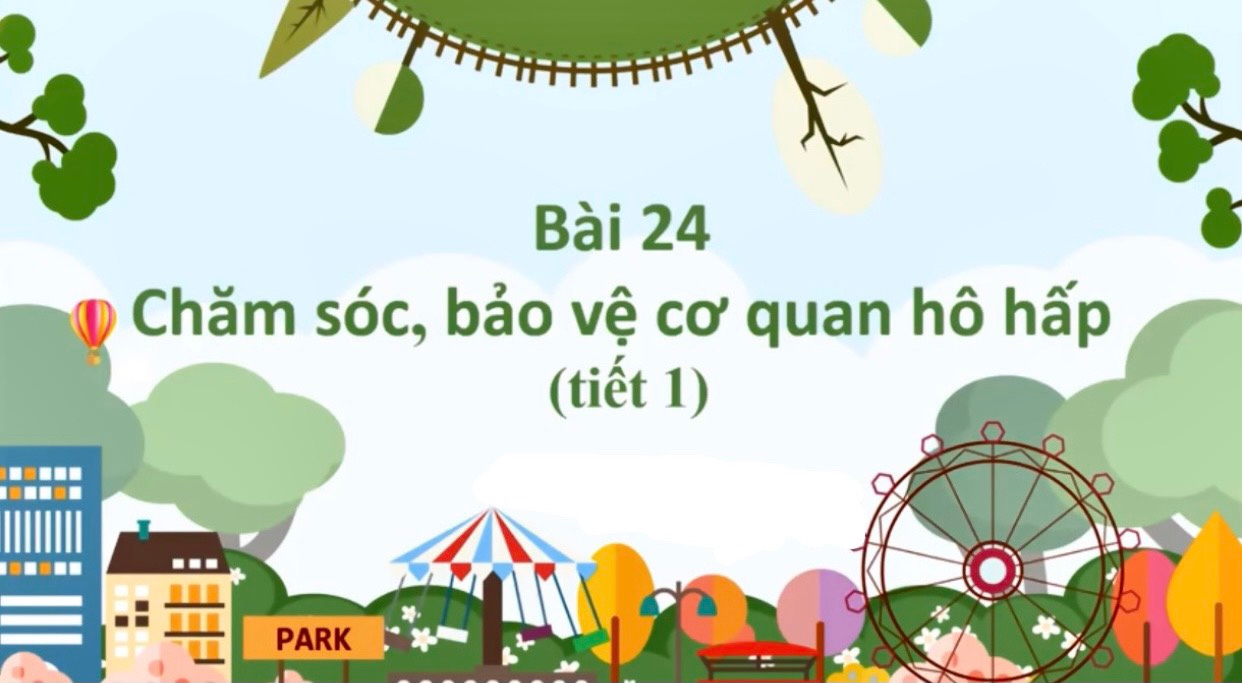 Bài 24
Chăm sóc, bảo vệ cơ quan hô hấp
(tiết 1)
PARK